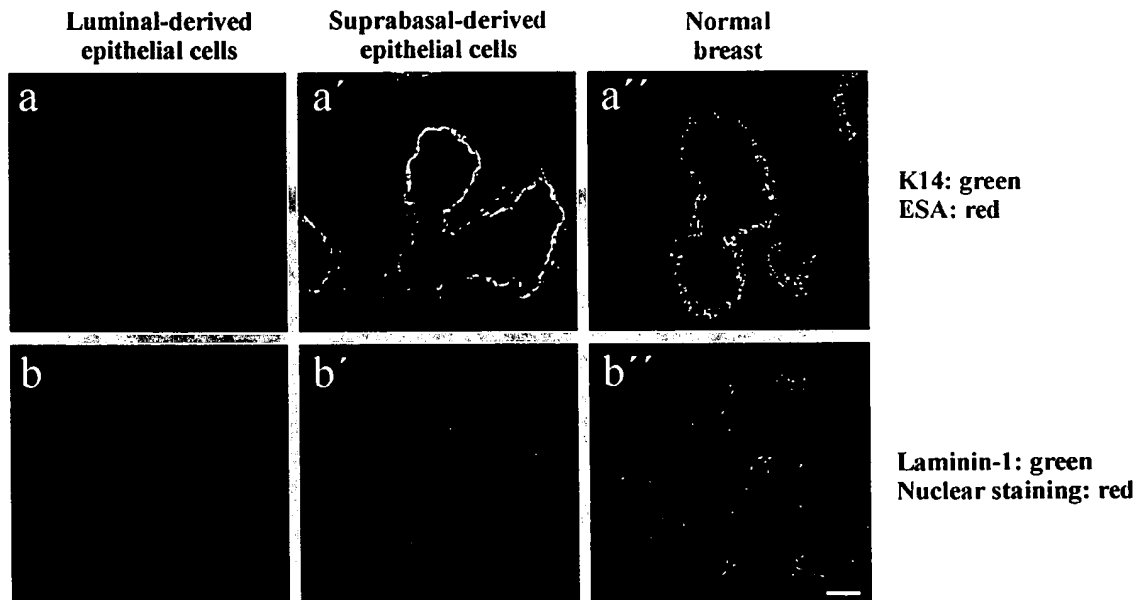 Luminal-derived
epithelial cells
Suprabasal-derived
epithelial cells
Normal
breast
a
a´
a´´
K14: green
ESA: red
b
b´
b´´
Laminin-1: green
Nuclear staining: red